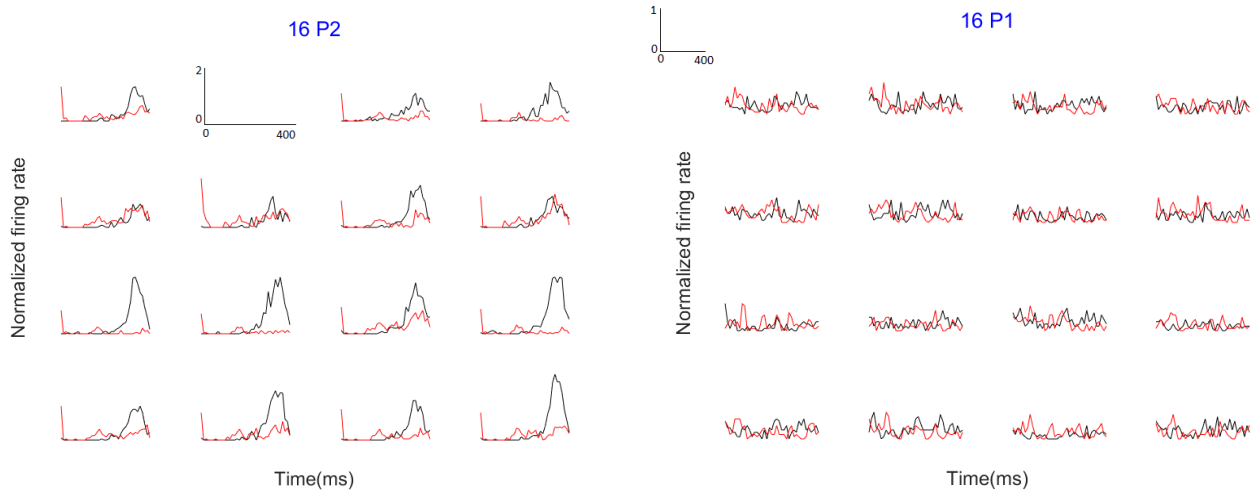 16 P2
2
0
0
400
Normalized firing rate
Time(ms)
16 P1
1
0
0
400
Normalized firing rate
Time(ms)